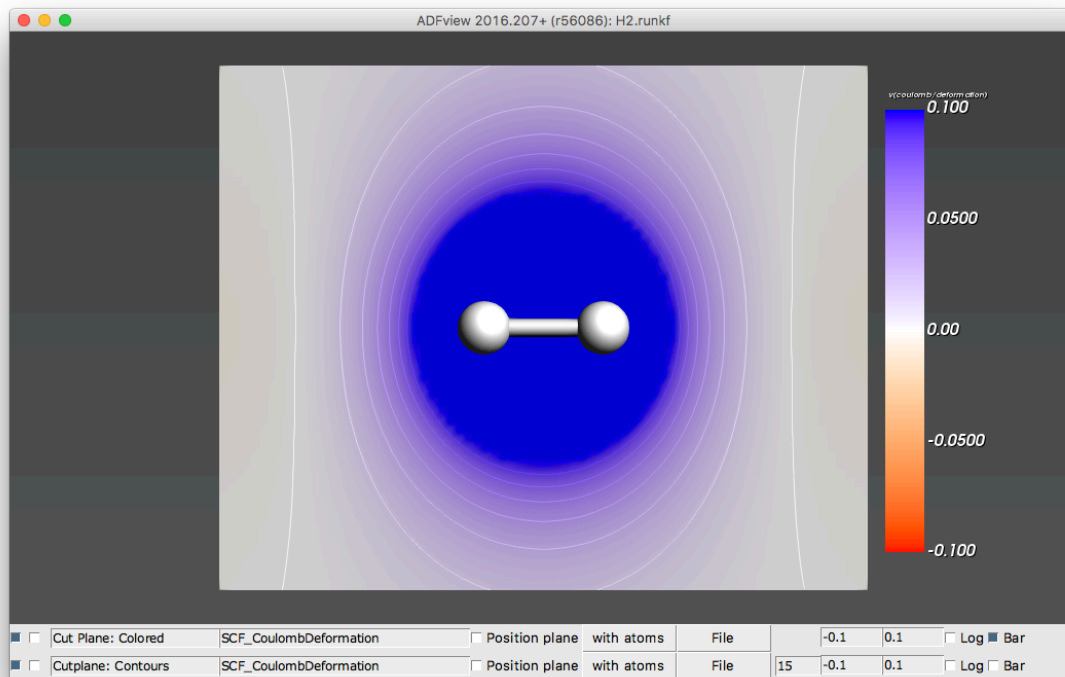 ADFview 2016.207+ (r56086): H2.runkf
v(coulomb/deformation)
0.100
0.0500
0.00
-0.0500
-0.100
Cut Plane: Colored SCF_CoulombDeformation Position plane with atoms File -0.1 0.1 Log Bar
Cutplane: Contours SCF_CoulombDeformation Position plane with atoms File 15 -0.1 0.1 Log Bar